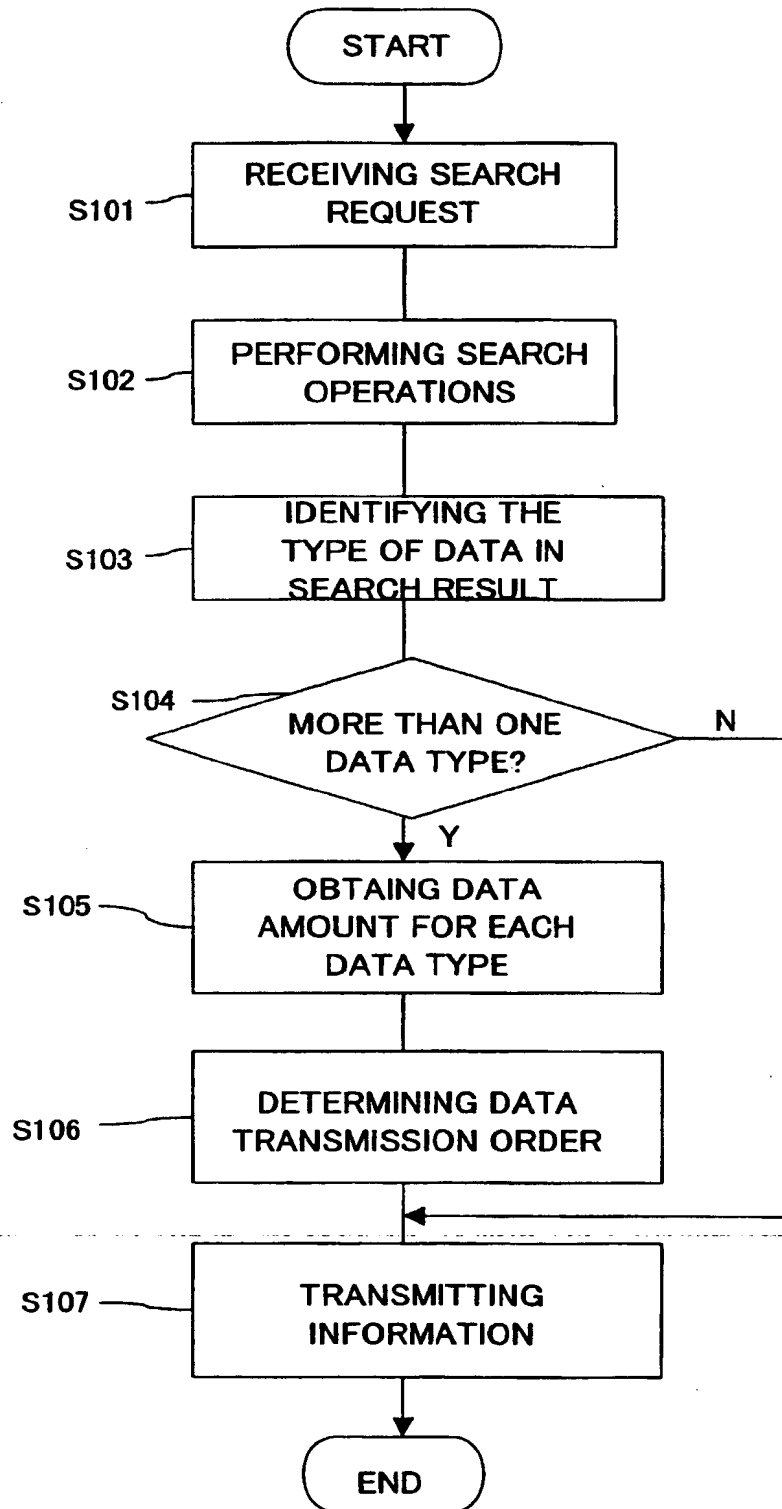 START
RECEIVING SEARCH
REQUEST
S101
PERFORMING SEARCH
OPERATIONS
S102
IDENTIFYING THE
TYPE OF DATA IN
SEARCH RESULT
S103
S104
MORE THAN ONE
DATA TYPE?
N
Y
OBTAING DATA
AMOUNT FOR EACH
DATA TYPE
S105
DETERMINING DATA
TRANSMISSION ORDER
S106
TRANSMITTING
INFORMATION
S107
END